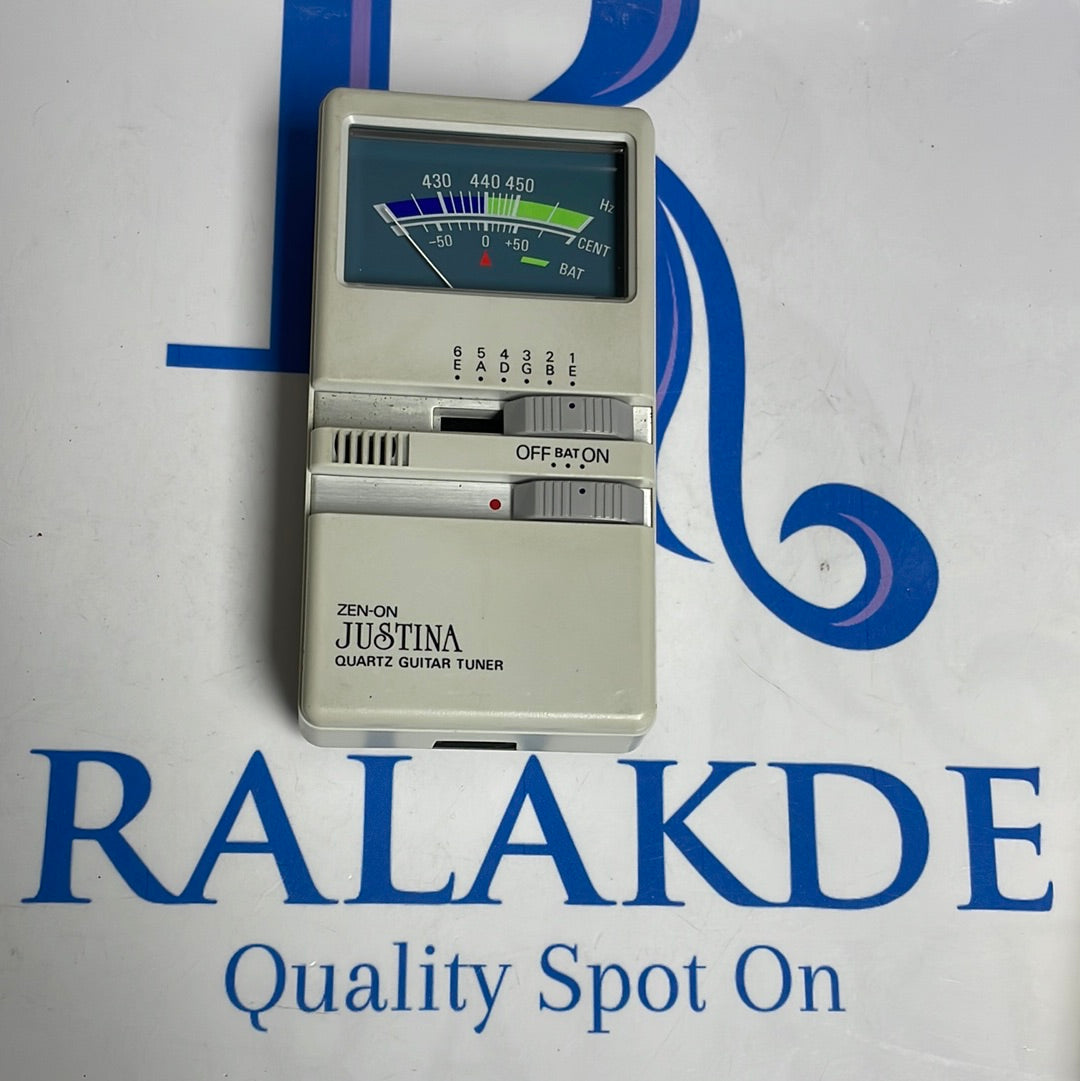 430 440 450
Hz
-50 0 +50
CENT
BAT
6 5 4 3 2 1
E A D G B E
OFF BAT ON
ZEN-ON
JUSTINA
QUARTZ GUITAR TUNER
RALAKDE
Quality Spot On